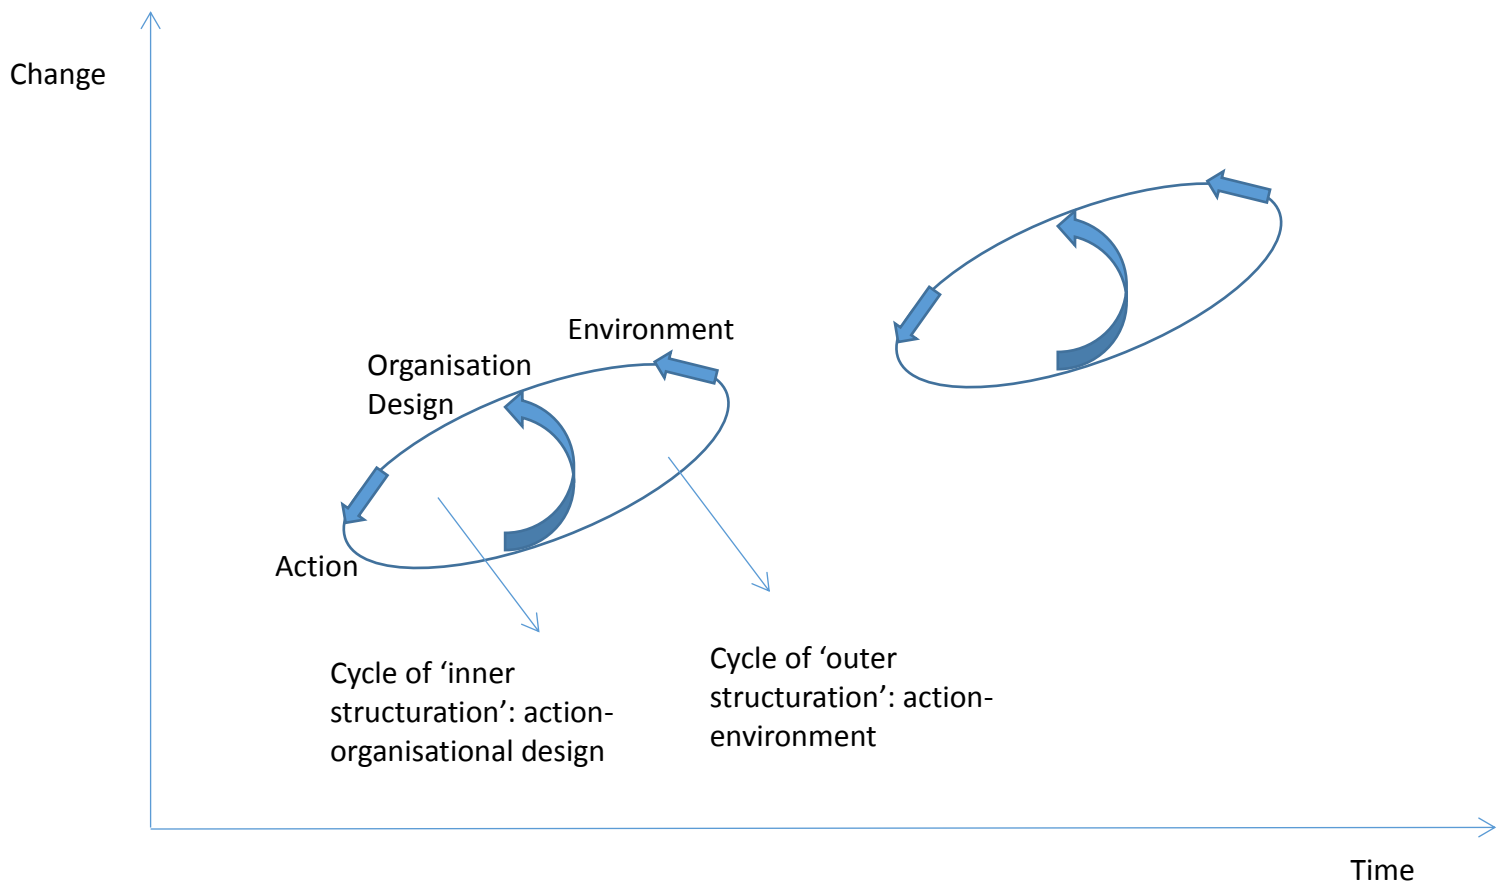 Change
Environment
Organisation
Design
Action
Cycle of ‘inner
structuration’: action-
organisational design
Cycle of ‘outer
structuration’: action-
environment
Time